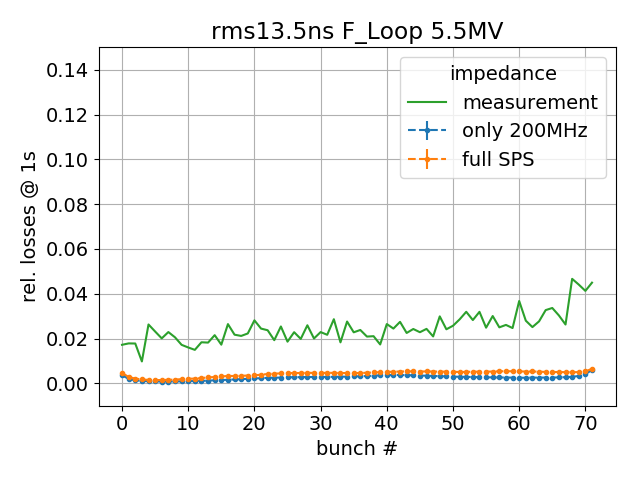 rms13.5ns F_Loop 5.5MV
impedance
measurement
only 200MHz
full SPS
rel. losses @ 1s
0.14
0.12
0.10
0.08
0.06
0.04
0.02
0.00
0 10 20 30 40 50 60 70
bunch #